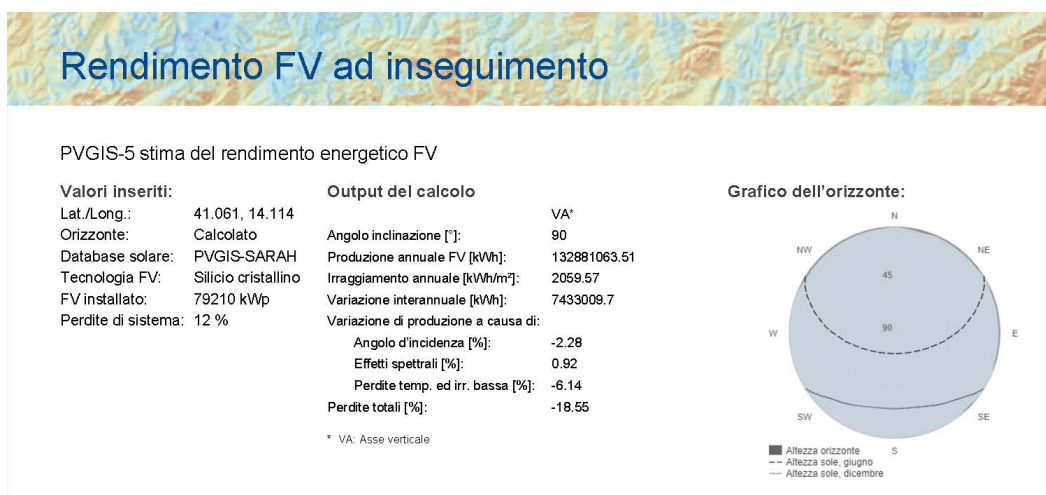 Rendimento FV ad inseguimento
PVGIS-5 stima del rendimento energetico FV
Valori inseriti:
Lat./Long.: 41.061, 14.114
Orizzonte: Calcolato
Database solare: PVGIS-SARAH
Tecnologia FV: Silicio cristallino
FV installato: 79210 kWp
Perdite di sistema: 12 %
Output del calcolo
VA*
Angolo inclinazione [°]: 90
Produzione annuale FV [kWh]: 132881063.51
Irraggiamento annuale [kWh/m²]: 2059.57
Variazione interannuale [kWh]: 7433009.7
Variazione di produzione a causa di:
Angolo d'incidenza [%]: -2.28
Effetti spettrali [%]: 0.92
Perdite temp. ed irr. bassa [%]: -6.14
Perdite totali [%]: -18.55
* VA: Asse verticale
Grafico dell'orizzonte:
N
NW
NE
45
90
W
E
SW
SE
S
Altezza orizzonte
Altezza sole, giugno
Altezza sole, dicembre